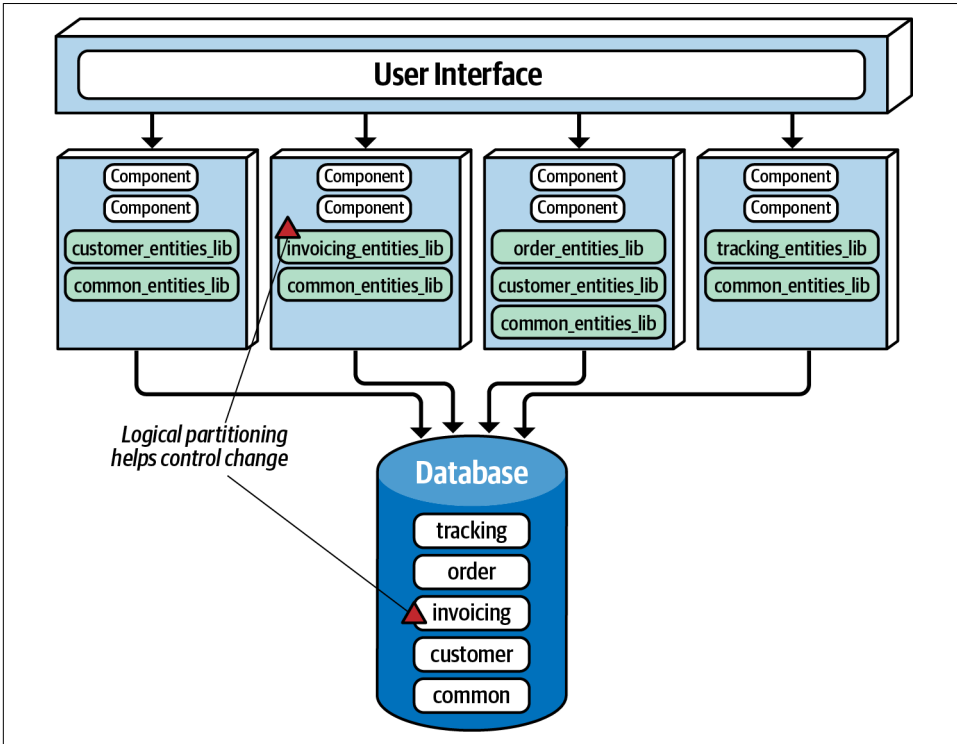 User Interface
Component
Component
customer_entities_lib
common_entities_lib
Component
Component
invoicing_entities_lib
common_entities_lib
Component
Component
order_entities_lib
customer_entities_lib
common_entities_lib
Component
Component
tracking_entities_lib
common_entities_lib
Logical partitioning
helps control change
Database
tracking
order
invoicing
customer
common